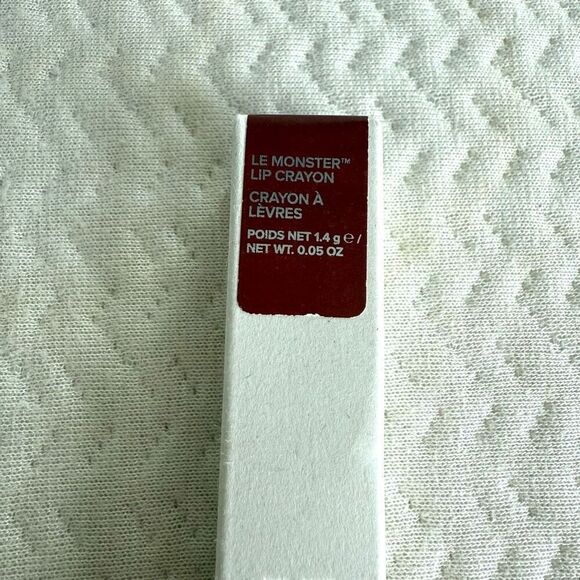 LE MONSTER™
LIP CRAYON
CRAYON À
LÈVRES
POIDS NET 1.4 g ℮ /
NET WT. 0.05 OZ